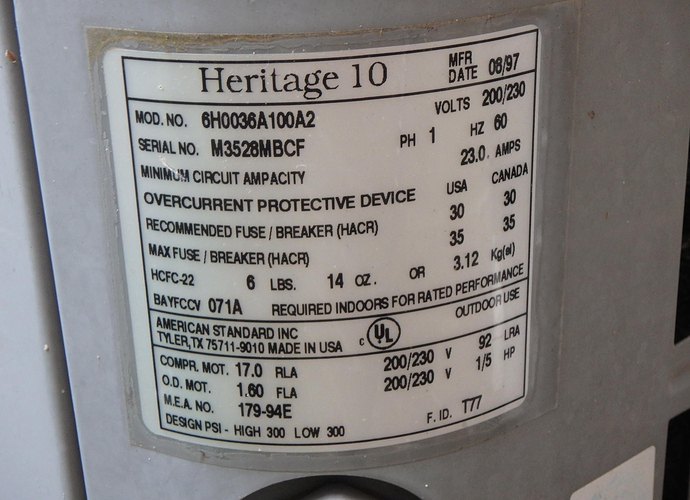 Heritage 10 MFR DATE 08/97
MOD. NO. 6H0036A100A2 VOLTS 200/230
SERIAL NO. M3528MBCF PH 1 HZ 60
MINIMUM CIRCUIT AMPACITY 23.0. AMPS
OVERCURRENT PROTECTIVE DEVICE USA CANADA
RECOMMENDED FUSE / BREAKER (HACR) 30 30
MAX FUSE / BREAKER (HACR) 35 35
HCFC-22 6 LBS. 14 OZ. OR 3.12 Kg(el)
BAYFCCV 071A REQUIRED INDOORS FOR RATED PERFORMANCE
AMERICAN STANDARD INC C UL OUTDOOR USE
TYLER,TX 75711-9010 MADE IN USA
COMPR. MOT. 17.0 RLA 200/230 V 92 LRA
O.D. MOT. 1.60 FLA 200/230 V 1/5 HP
M.E.A. NO. 179-94E
DESIGN PSI - HIGH 300 LOW 300 F. ID. T77